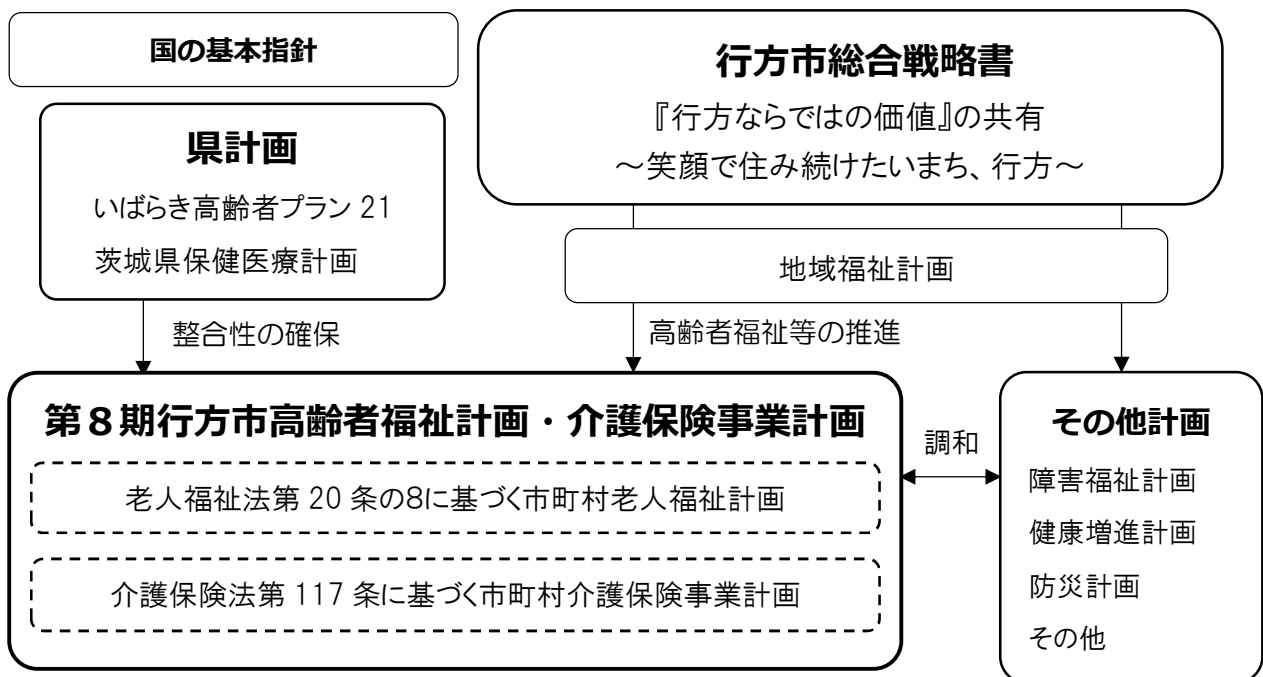 国の基本指針
県計画
いばらき高齢者プラン 21
茨城県保健医療計画
行方市総合戦略書
『行方ならではの価値』の共有
～笑顔で住み続けたいまち、行方～
地域福祉計画
整合性の確保
高齢者福祉等の推進
第８期行方市高齢者福祉計画・介護保険事業計画
老人福祉法第 20 条の8に基づく市町村老人福祉計画
介護保険法第 117 条に基づく市町村介護保険事業計画
調和
その他計画
障害福祉計画
健康増進計画
防災計画
その他